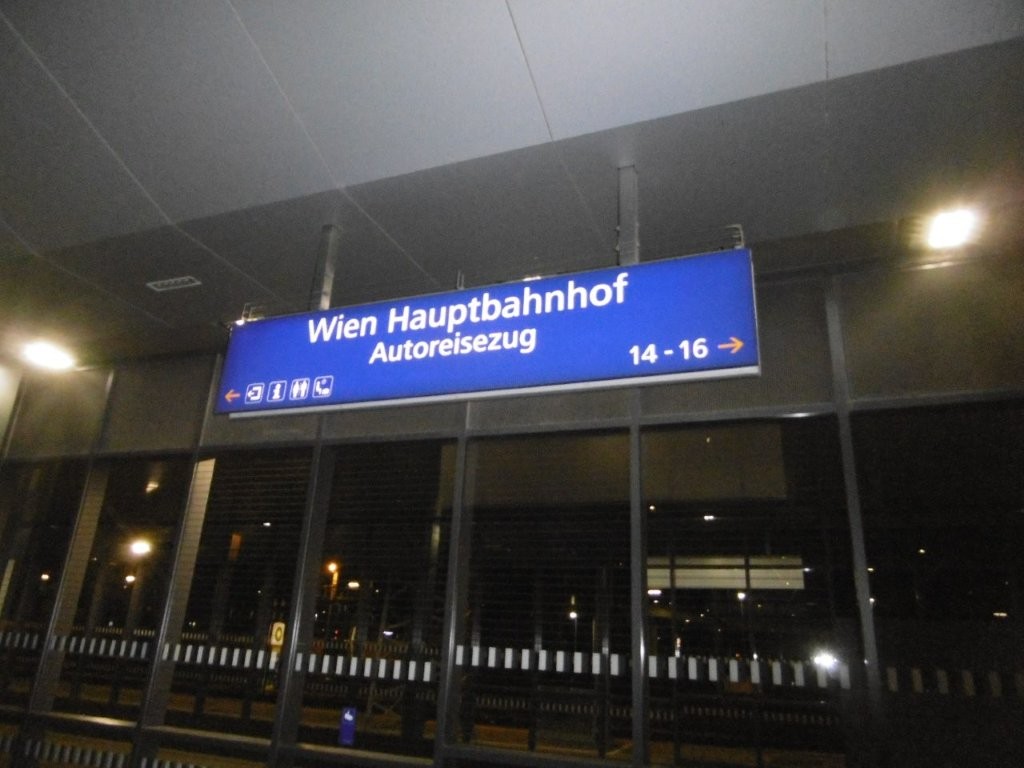 Wien Hauptbahnhof
Autoreisezug
14 - 16